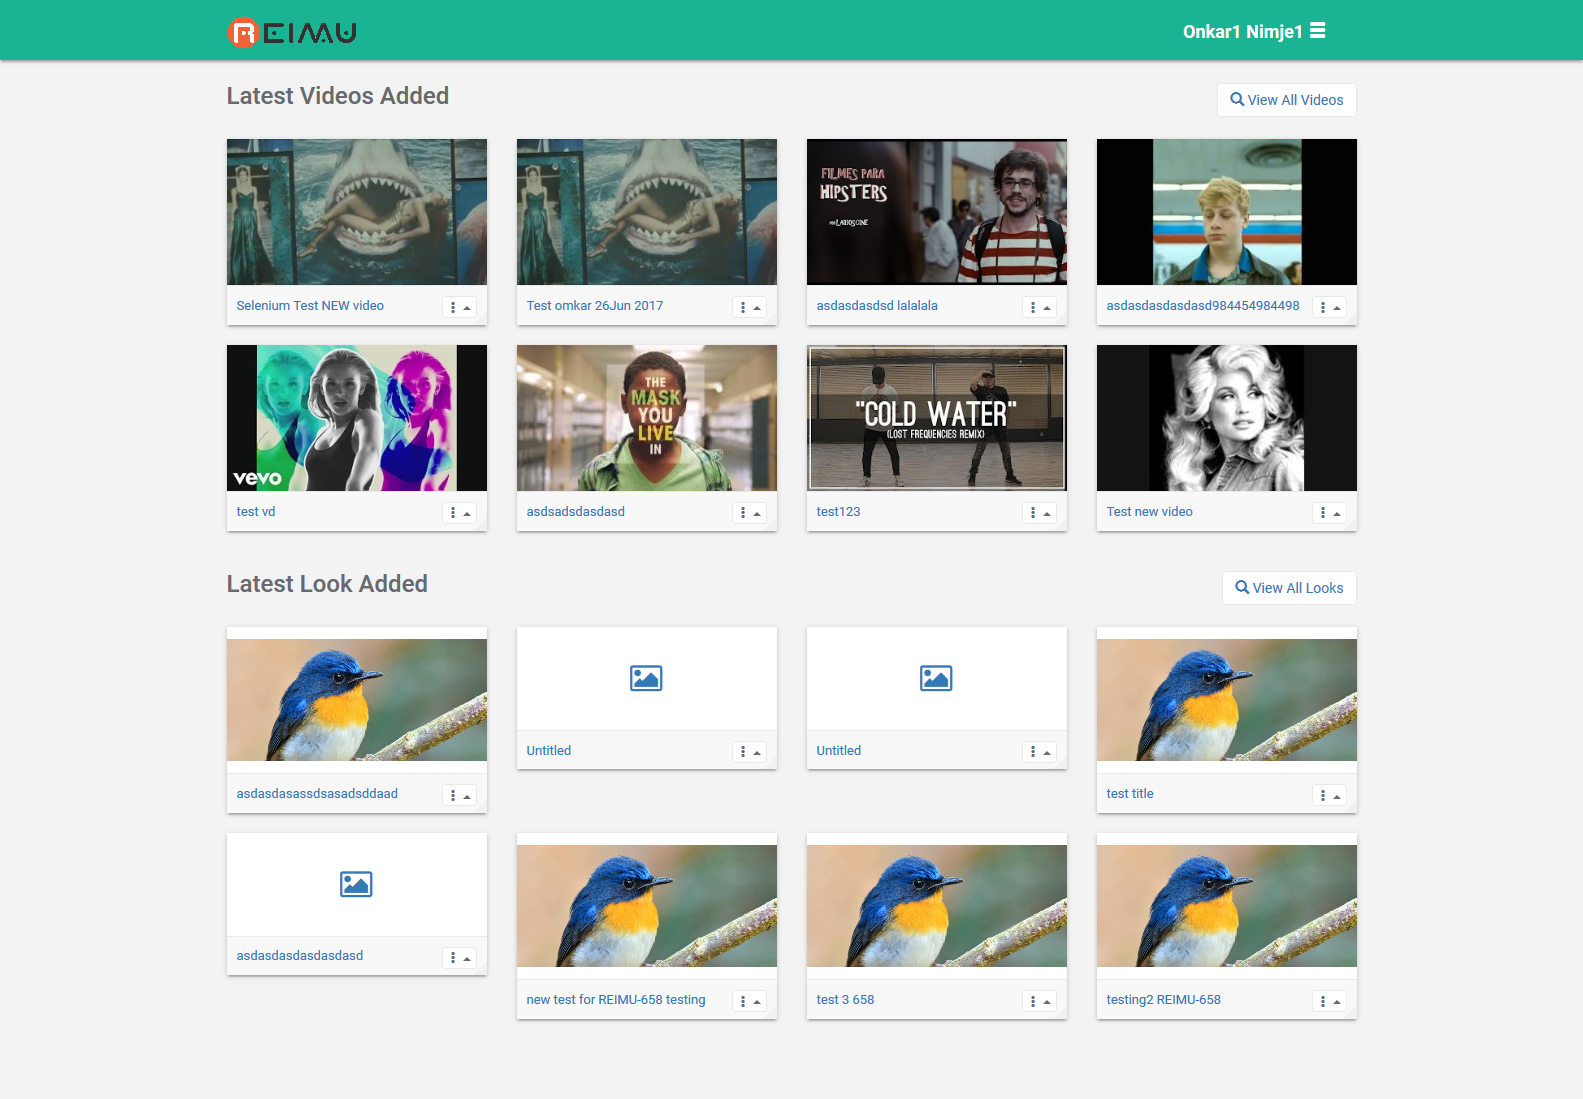 REIMU
Onkar1 Nimje1
Latest Videos Added
View All Videos
FILMES PARA
HIPSTERS
POR LARIOSCINE
Selenium Test NEW video
Test omkar 26Jun 2017
asdasdasdsd lalalala
asdasdasdasdasd984454984498
vevo
THE
MASK
YOU
LIVE
IN
"COLD WATER"
(LOST FREQUENCIES REMIX)
test vd
asdsadsdasdasd
test123
Test new video
Latest Look Added
View All Looks
asdasdasassdsasadsddaad
Untitled
Untitled
test title
asdasdasdasdasdasd
new test for REIMU-658 testing
test 3 658
testing2 REIMU-658